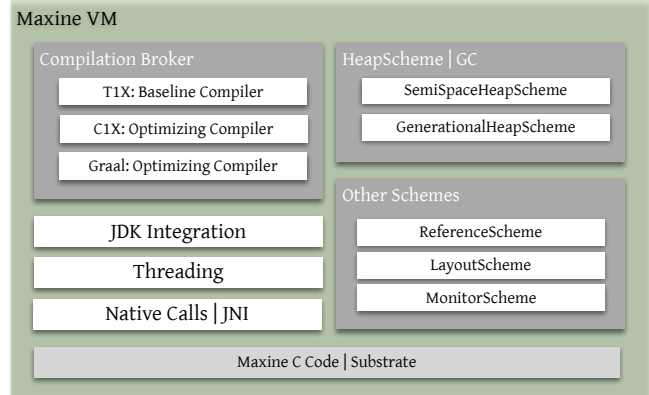 Maxine VM
Compilation Broker
T1X: Baseline Compiler
C1X: Optimizing Compiler
Graal: Optimizing Compiler
JDK Integration
Threading
Native Calls | JNI
HeapScheme | GC
SemiSpaceHeapScheme
GenerationalHeapScheme
Other Schemes
ReferenceScheme
LayoutScheme
MonitorScheme
Maxine C Code | Substrate